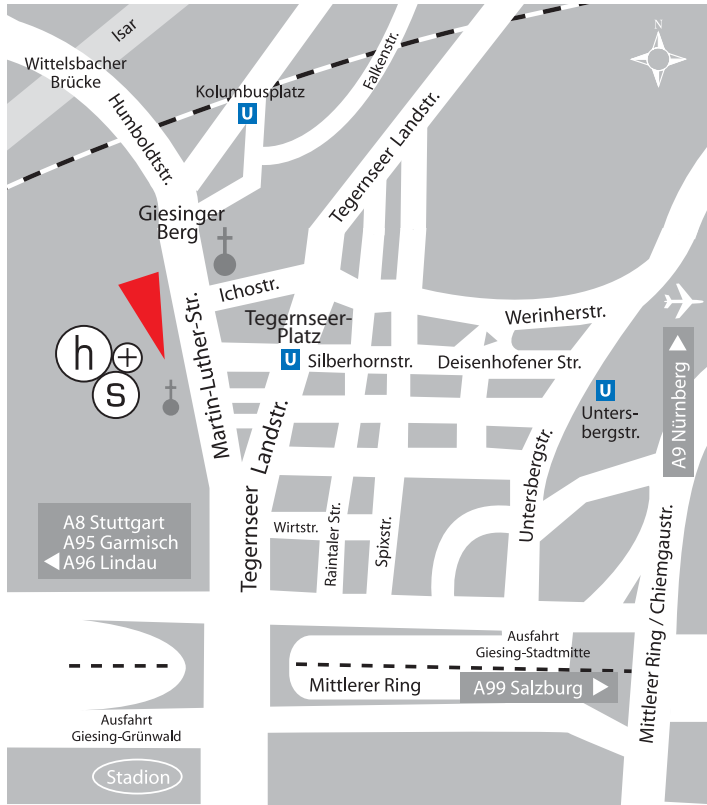 Isar
N
Wittelsbacher
Brücke
Falkenstr.
Kolumbusplatz
U
Humboldtstr.
Tegernseer Landstr.
Giesinger
Berg
Ichostr.
Werinherstr.
Tegernseer-
Platz
Martin-Luther-Str.
h
+
s
U
Silberhornstr.
Deisenhofener Str.
U
Unters-
bergstr.
A9 Nürnberg
Tegernseer Landstr.
Untersbergstr.
Wirtstr.
Raintaler Str.
Spixstr.
A8 Stuttgart
A95 Garmisch
A96 Lindau
Mittlerer Ring / Chiemgaustr.
Ausfahrt
Giesing-Stadtmitte
Mittlerer Ring
A99 Salzburg
Ausfahrt
Giesing-Grünwald
Stadion